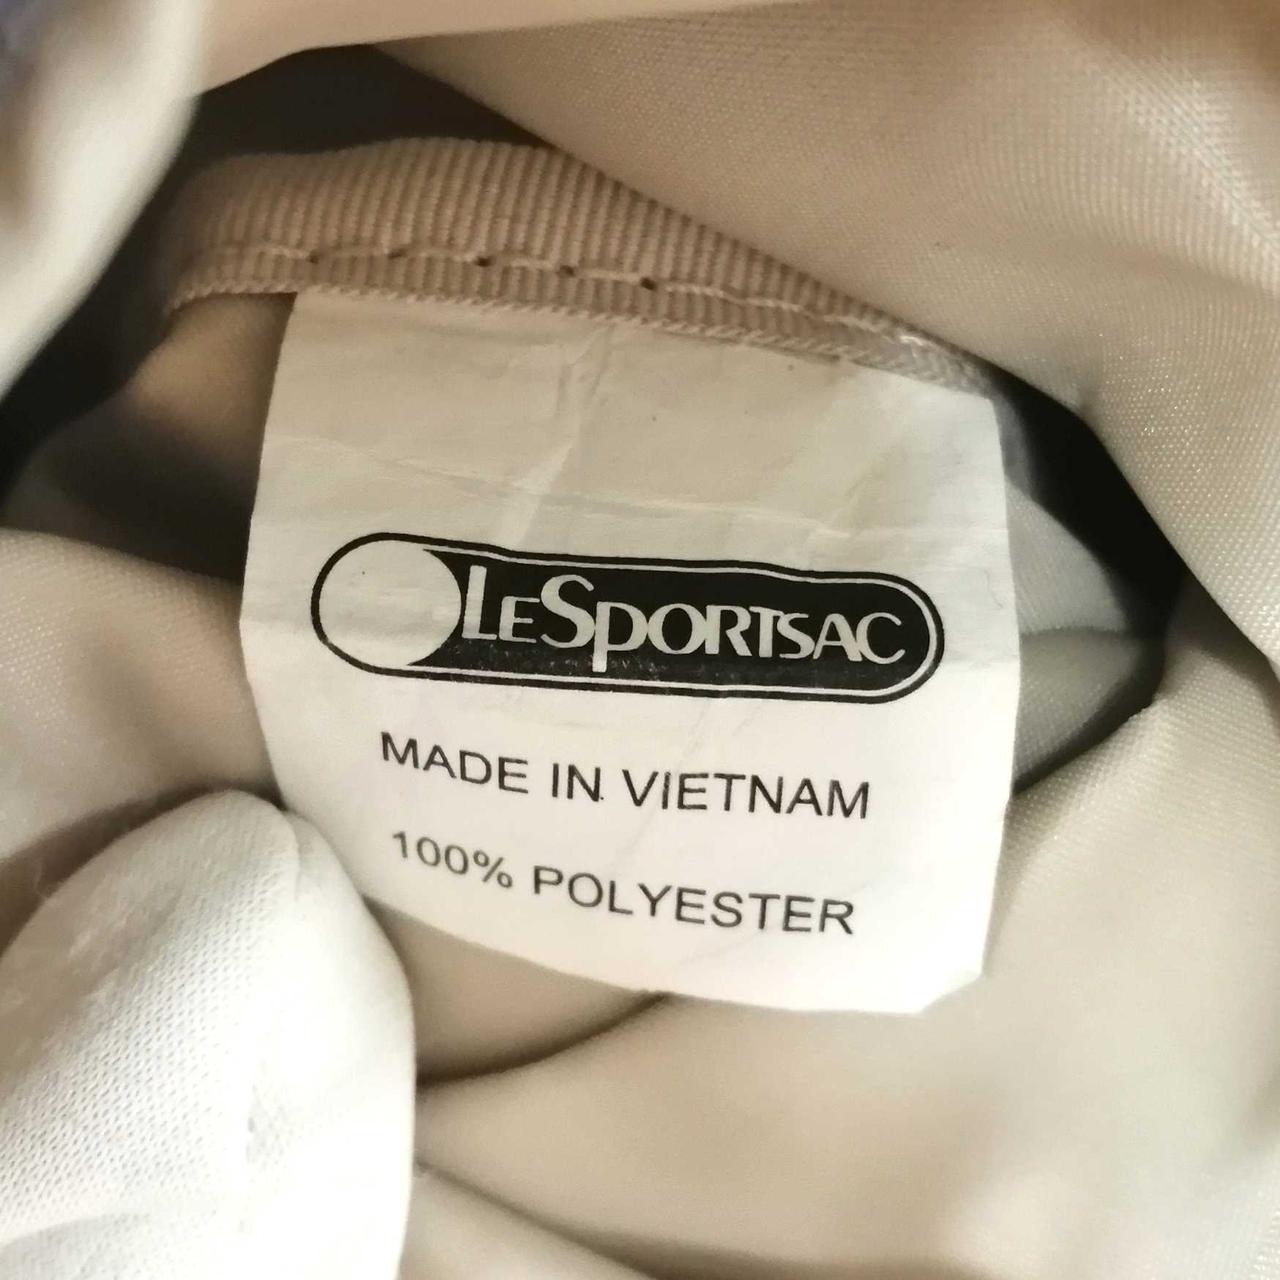 LeSportsac
MADE IN VIETNAM
100% POLYESTER